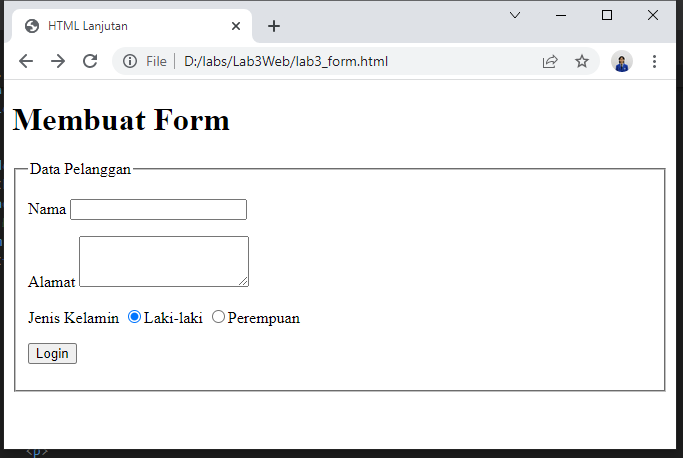 HTML Lanjutan
File D:/labs/Lab3Web/lab3_form.html
Membuat Form
Data Pelanggan
Nama
Alamat
Jenis Kelamin Laki-laki Perempuan
Login
<p>